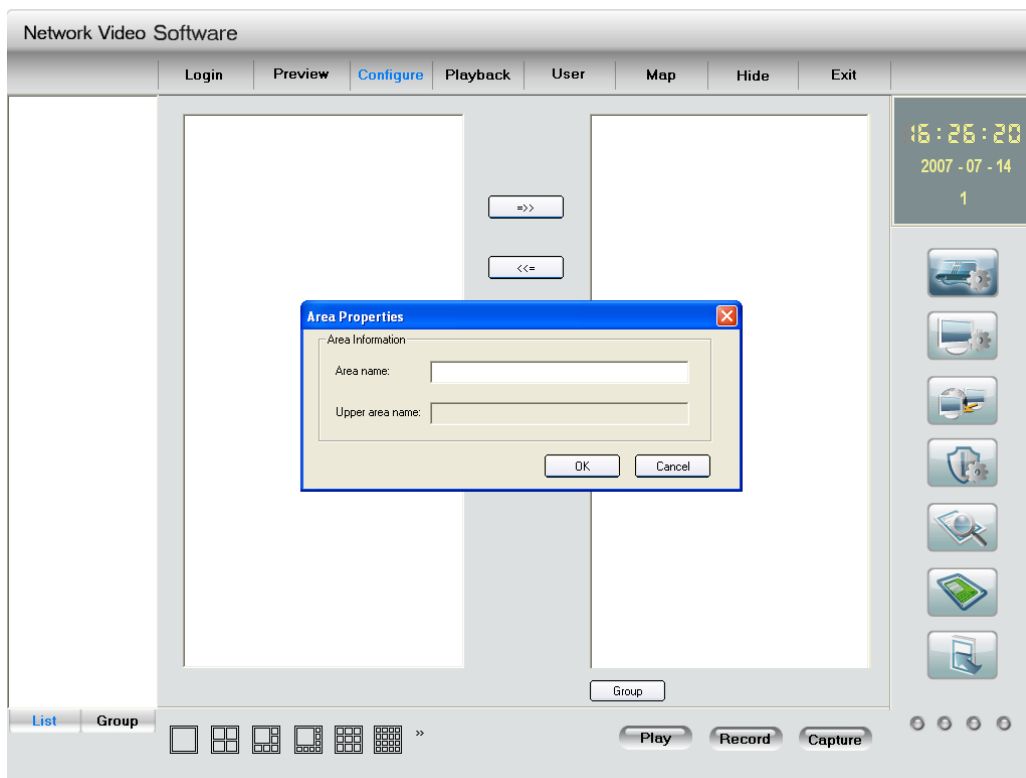 Network Video Software
Login Preview Configure Playback User Map Hide Exit
16:26:20
2007 - 07 - 14
1
=>>
<<=
Area Properties
Area Information
Area name:
Upper area name:
OK Cancel
Group
List Group
»
Play Record Capture